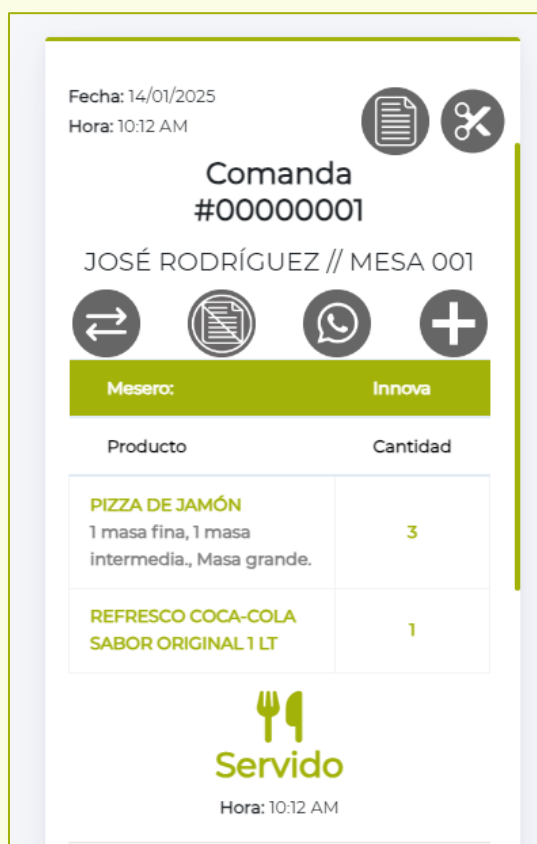 Fecha: 14/01/2025
Hora: 10:12 AM
Comanda
#00000001
JOSÉ RODRÍGUEZ // MESA 001
Mesero: Innova
Producto Cantidad
PIZZA DE JAMÓN
1 masa fina, 1 masa
intermedia., Masa grande.
3
REFRESCO COCA-COLA
SABOR ORIGINAL 1 LT
1
Servido
Hora: 10:12 AM